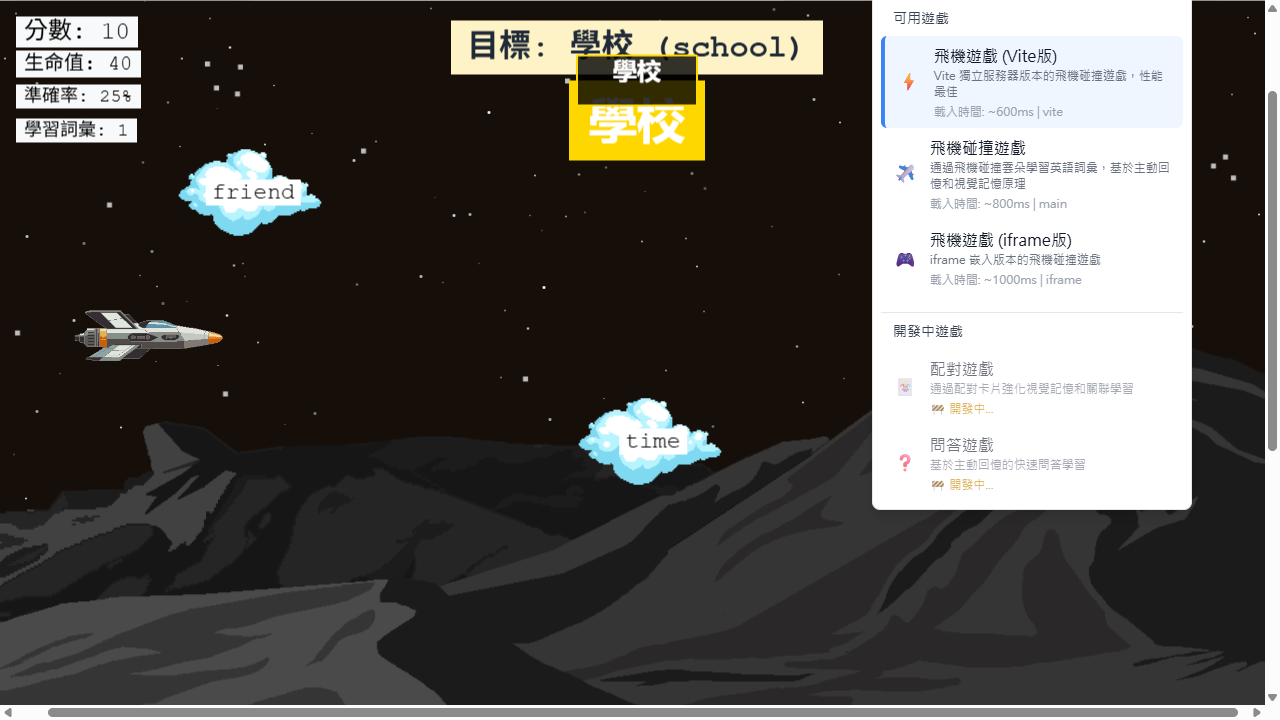 分數: 10
生命值: 40
準確率: 25%
學習詞彙: 1
目標: 學校 (school)
學校
學校
friend
time
可用遊戲
飛機遊戲 (Vite版)
Vite 獨立服務器版本的飛機碰撞遊戲，性能
最佳
載入時間: ~600ms | vite
飛機碰撞遊戲
通過飛機碰撞雲朵學習英語詞彙，基於主動回
憶和視覺記憶原理
載入時間: ~800ms | main
飛機遊戲 (iframe版)
iframe 嵌入版本的飛機碰撞遊戲
載入時間: ~1000ms | iframe
開發中遊戲
配對遊戲
通過配對卡片強化視覺記憶和關聯學習
🚧 開發中...
問答遊戲
基於主動回憶的快速問答學習
🚧 開發中...